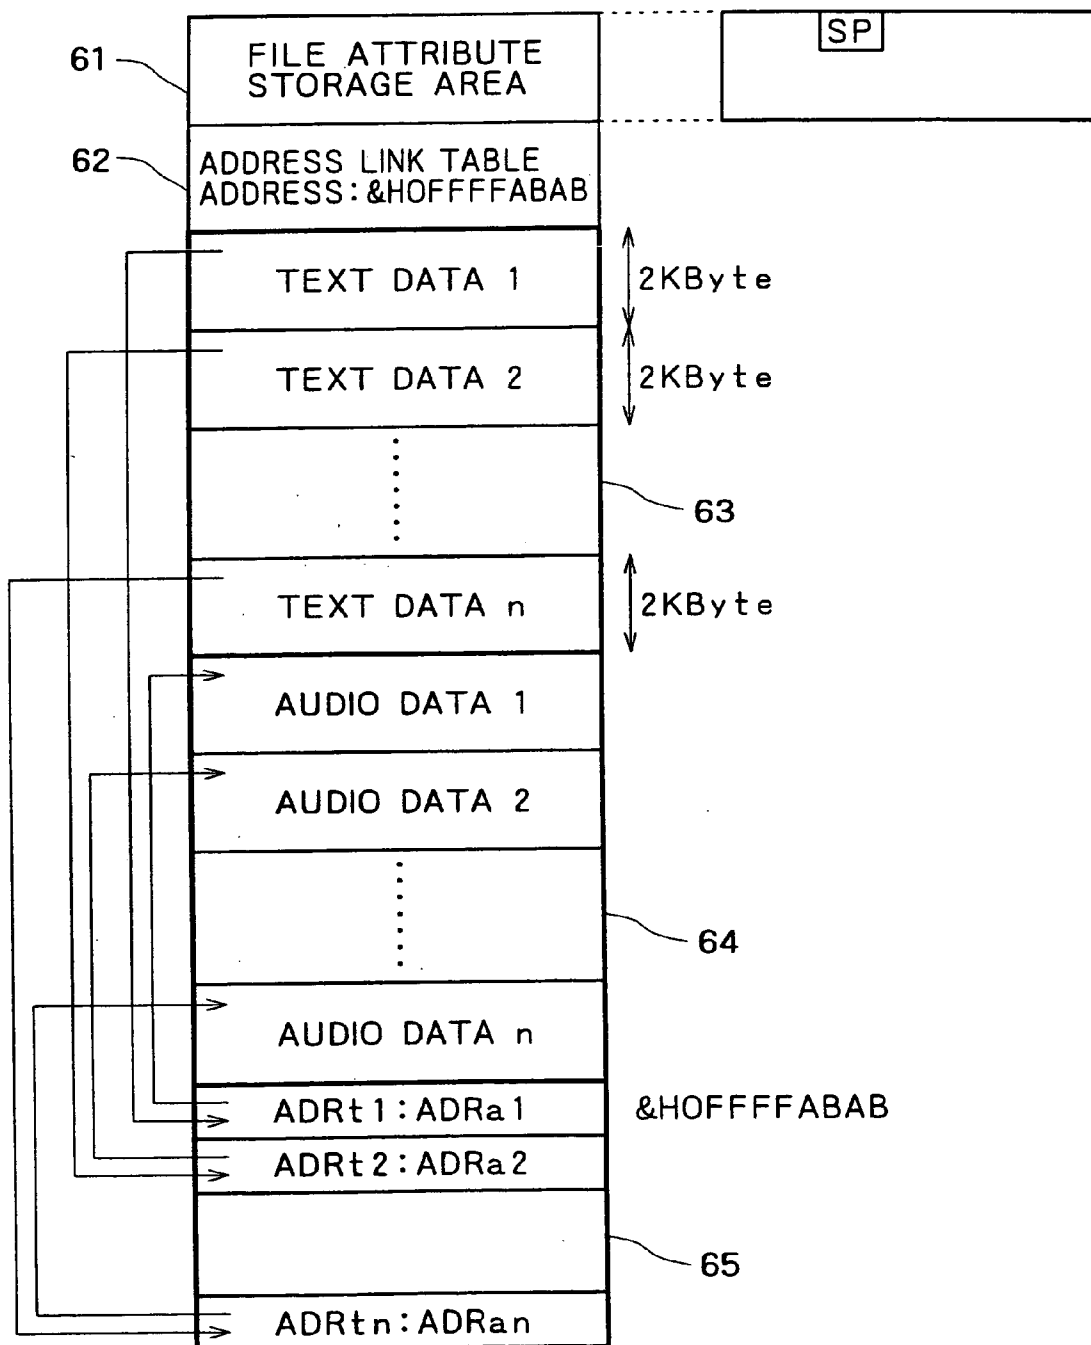 SP
61
FILE ATTRIBUTE
STORAGE AREA
62
ADDRESS LINK TABLE
ADDRESS:&HOFFFFABAB
TEXT DATA 1
2KByte
TEXT DATA 2
2KByte
63
TEXT DATA n
2KByte
AUDIO DATA 1
AUDIO DATA 2
64
AUDIO DATA n
ADRt1:ADRa1
&HOFFFFABAB
ADRt2:ADRa2
65
ADRtn:ADRan